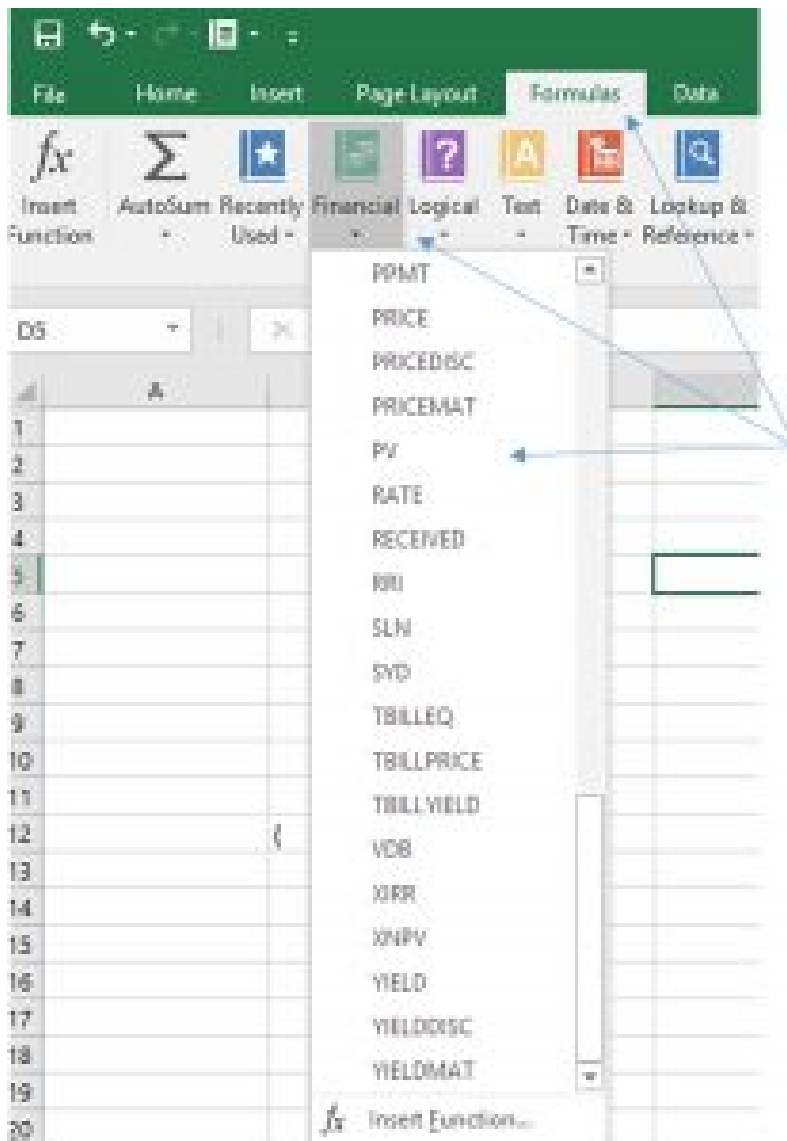 File Home Insert Page Layout Formulas Data
fx
Insert AutoSum Recently Financial Logical Text Date & Lookup &
Function Used Time Reference
PPMT
D5
PRICE
PRICEDISC
A
PRICEMAT
1
PV
2
RATE
3
RECEIVED
4
RRI
5
SLN
6
SYD
7
TBILLEQ
8
TBILLPRICE
9
TBILLYIELD
10
VDB
11
XIRR
12 (
XNPV
13
YIELD
14
YIELDDISC
15
YIELDMAT
16
17
18
19
fx Insert Function...
20